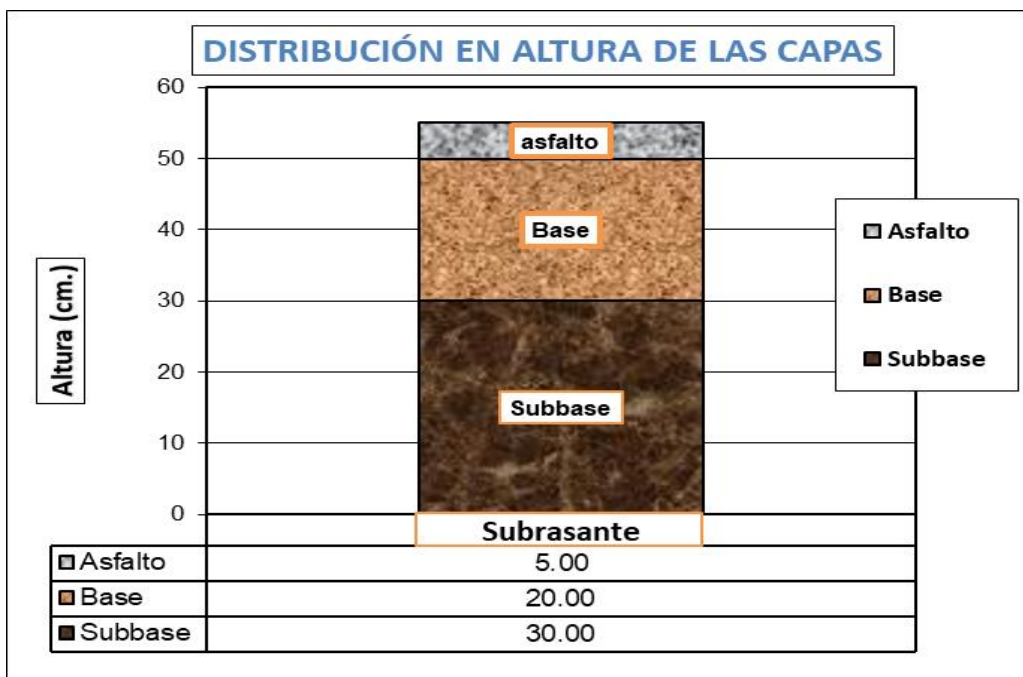 DISTRIBUCIÓN EN ALTURA DE LAS CAPAS
60
50
40
30
20
10
0
Altura (cm.)
asfalto
Base
Subbase
Subrasante
Asfalto
Base
Subbase
Asfalto 5.00
Base 20.00
Subbase 30.00